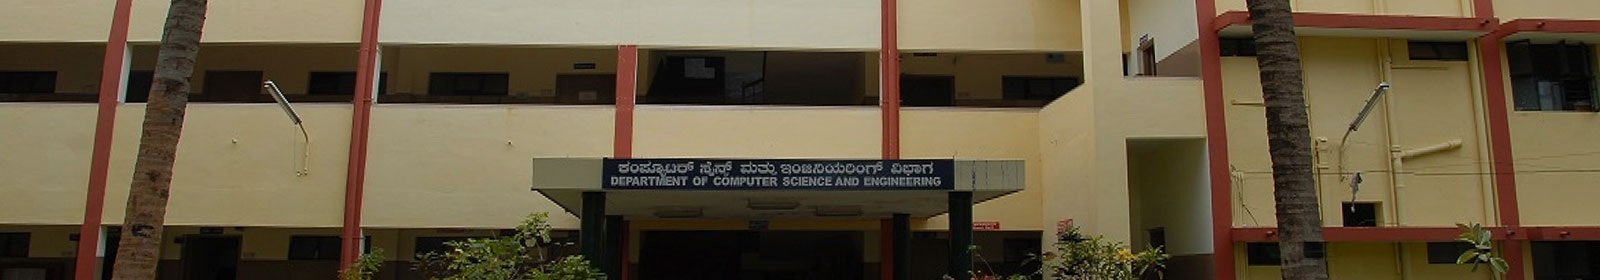 ಕಂಪ್ಯೂಟರ್ ಸೈನ್ಸ್ ಮತ್ತು ಇಂಜಿನಿಯರಿಂಗ್ ವಿಭಾಗ
DEPARTMENT OF COMPUTER SCIENCE AND ENGINEERING